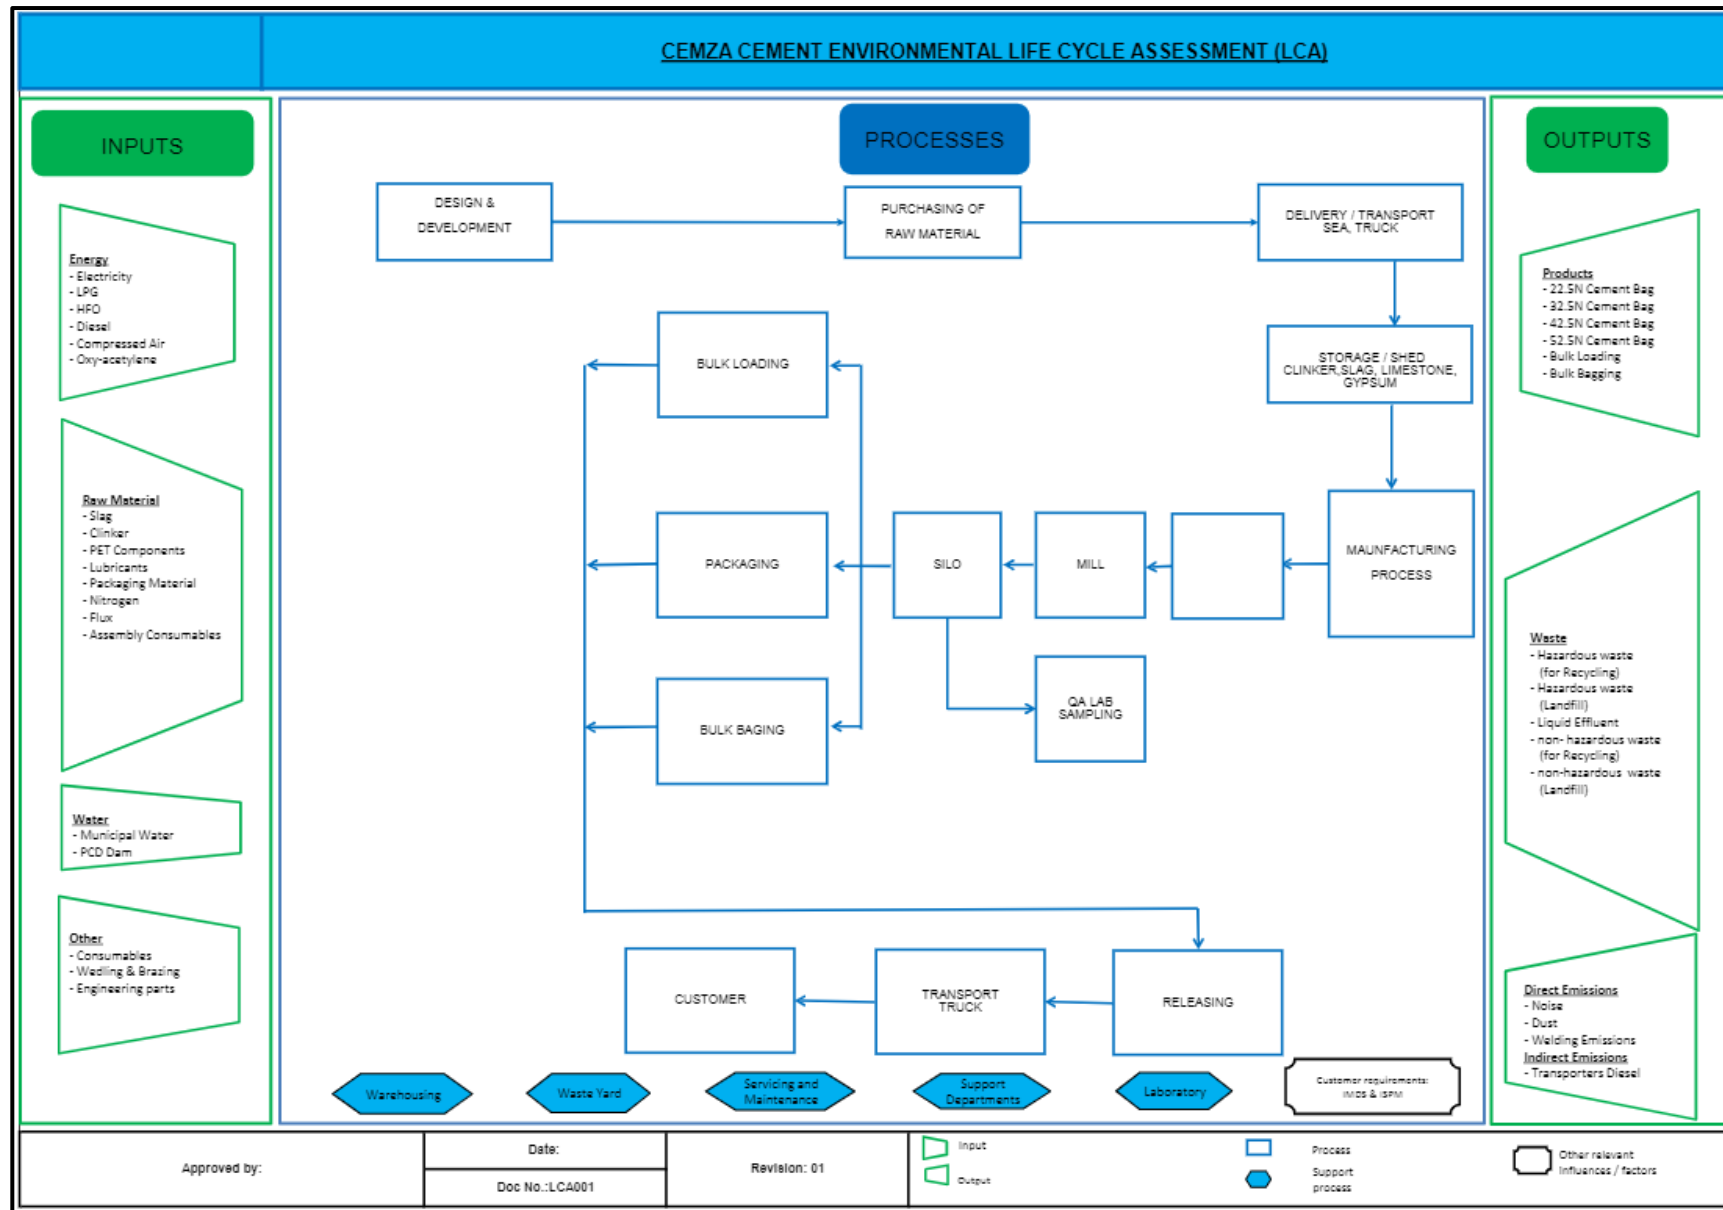 CEMZA CEMENT ENVIRONMENTAL LIFE CYCLE ASSESSMENT (LCA)
INPUTS
Energy
- Electricity
- LPG
- HFO
- Diesel
- Compressed Air
- Oxy-acetylene
Raw Material
- Slag
- Clinker
- PET Components
- Lubricants
- Packaging Material
- Nitrogen
- Flux
- Assembly Consumables
Water
- Municipal Water
- PCD Dam
Other
- Consumables
- Wedling & Brazing
- Engineering parts
PROCESSES
DESIGN &
DEVELOPMENT
PURCHASING OF
RAW MATERIAL
DELIVERY / TRANSPORT
SEA, TRUCK
STORAGE / SHED
CLINKER,SLAG, LIMESTONE,
GYPSUM
MAUNFACTURING
PROCESS
MILL
SILO
QA LAB
SAMPLING
BULK LOADING
PACKAGING
BULK BAGING
RELEASING
TRANSPORT
TRUCK
CUSTOMER
Warehousing
Waste Yard
Servicing and
Maintenance
Support
Departments
Laboratory
Customer requirements:
IMDS & ISPM
OUTPUTS
Products
- 22.5N Cement Bag
- 32.5N Cement Bag
- 42.5N Cement Bag
- 52.5N Cement Bag
- Bulk Loading
- Bulk Bagging
Waste
- Hazardous waste
(for Recycling)
- Hazardous waste
(Landfill)
- Liquid Effluent
- non- hazardous waste
(for Recycling)
- non-hazardous waste
(Landfill)
Direct Emissions
- Noise
- Dust
- Welding Emissions
Indirect Emissions
- Transporters Diesel
Approved by:
Date:
Doc No.:LCA001
Revision: 01
Input
Output
Process
Support
process
Other relevant
Influences / factors